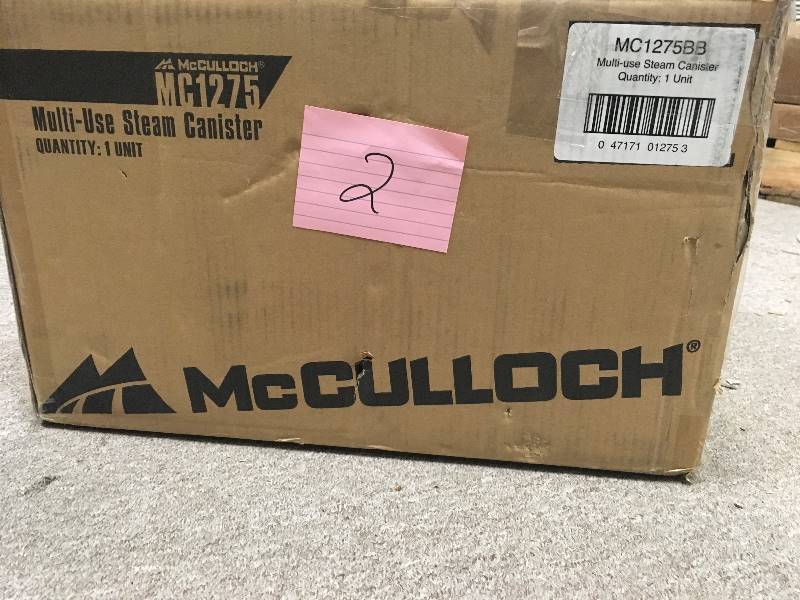 McCULLOCH®
MC1275
Multi-Use Steam Canister
QUANTITY: 1 UNIT
MC1275BB
Multi-use Steam Canister
Quantity: 1 Unit
0 47171 01275 3
2
McCULLOCH®